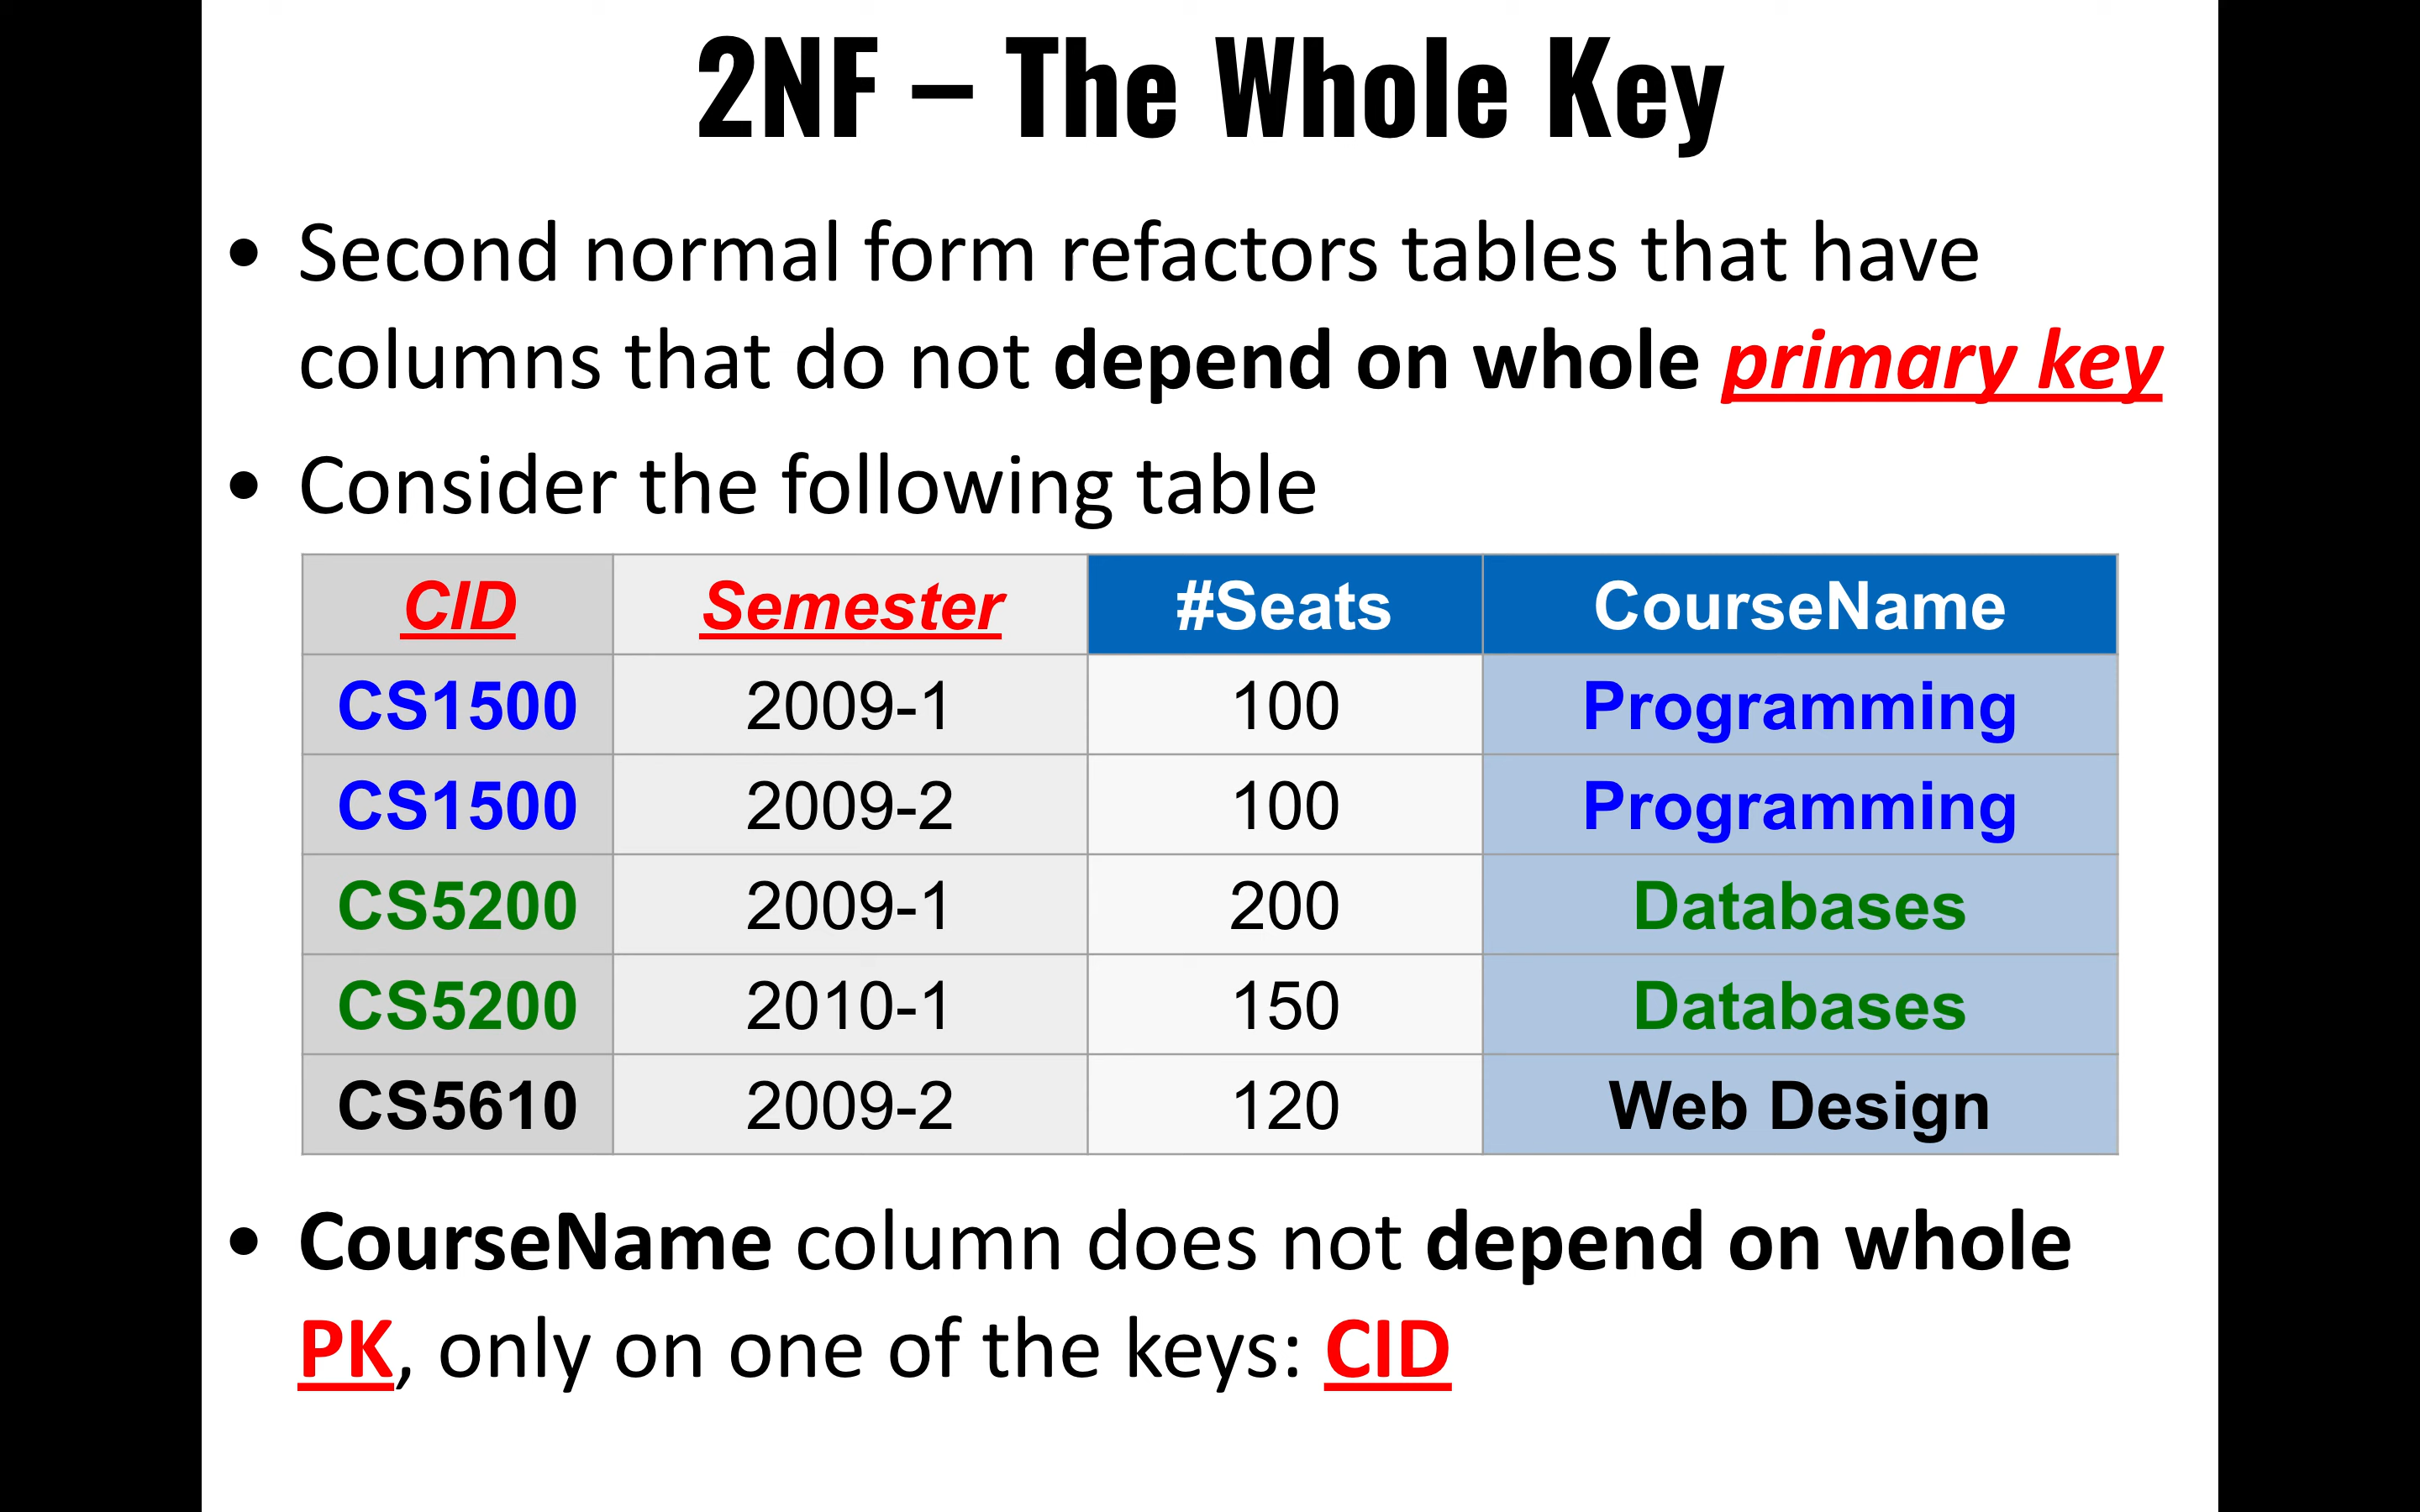 2NF – The Whole Key
• Second normal form refactors tables that have
columns that do not depend on whole primary key
• Consider the following table
CID Semester #Seats CourseName
CS1500 2009-1 100 Programming
CS1500 2009-2 100 Programming
CS5200 2009-1 200 Databases
CS5200 2010-1 150 Databases
CS5610 2009-2 120 Web Design
• CourseName column does not depend on whole
PK, only on one of the keys: CID